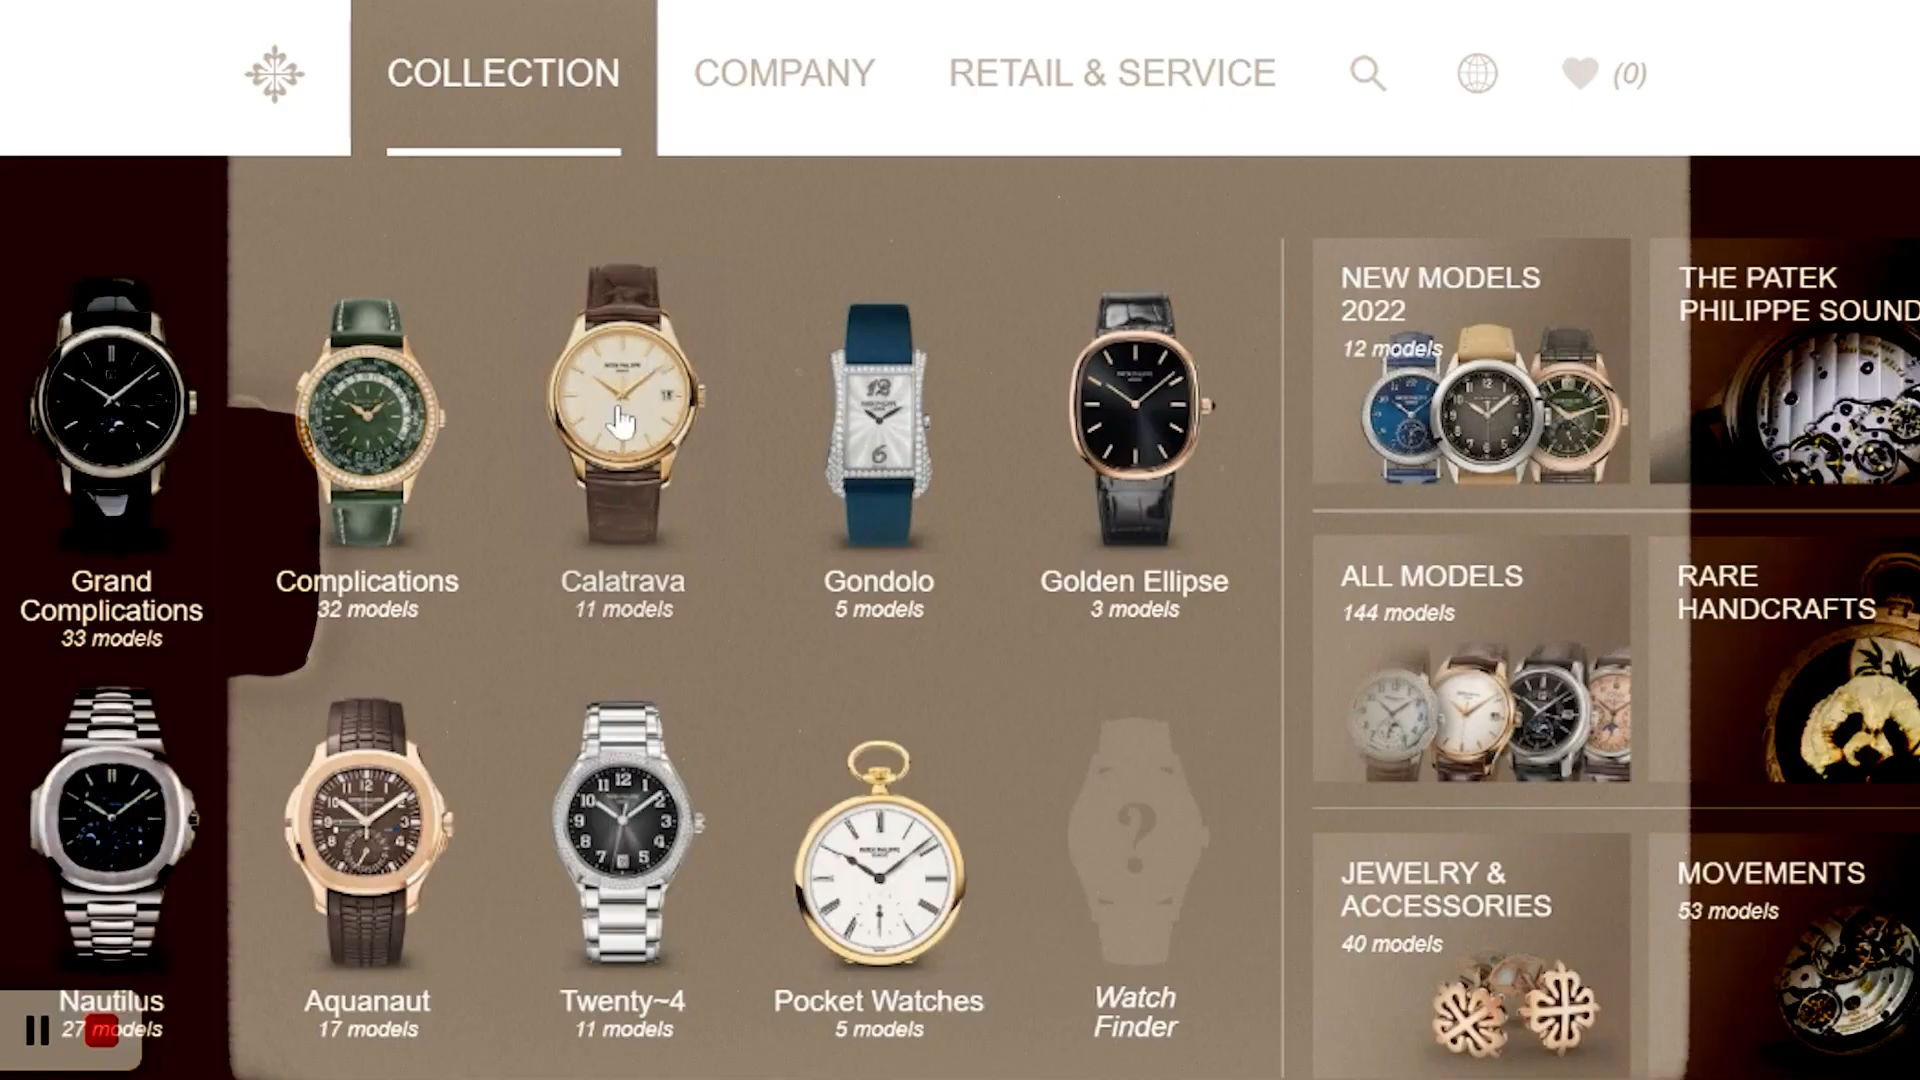 COLLECTION
COMPANY
RETAIL & SERVICE
(0)
Grand
Complications
33 models
Complications
32 models
Calatrava
11 models
Gondolo
5 models
Golden Ellipse
3 models
Nautilus
27 models
Aquanaut
17 models
Twenty~4
11 models
Pocket Watches
5 models
Watch
Finder
NEW MODELS
2022
12 models
THE PATEK
PHILIPPE SOUND
ALL MODELS
144 models
RARE
HANDCRAFTS
JEWELRY &
ACCESSORIES
40 models
MOVEMENTS
53 models